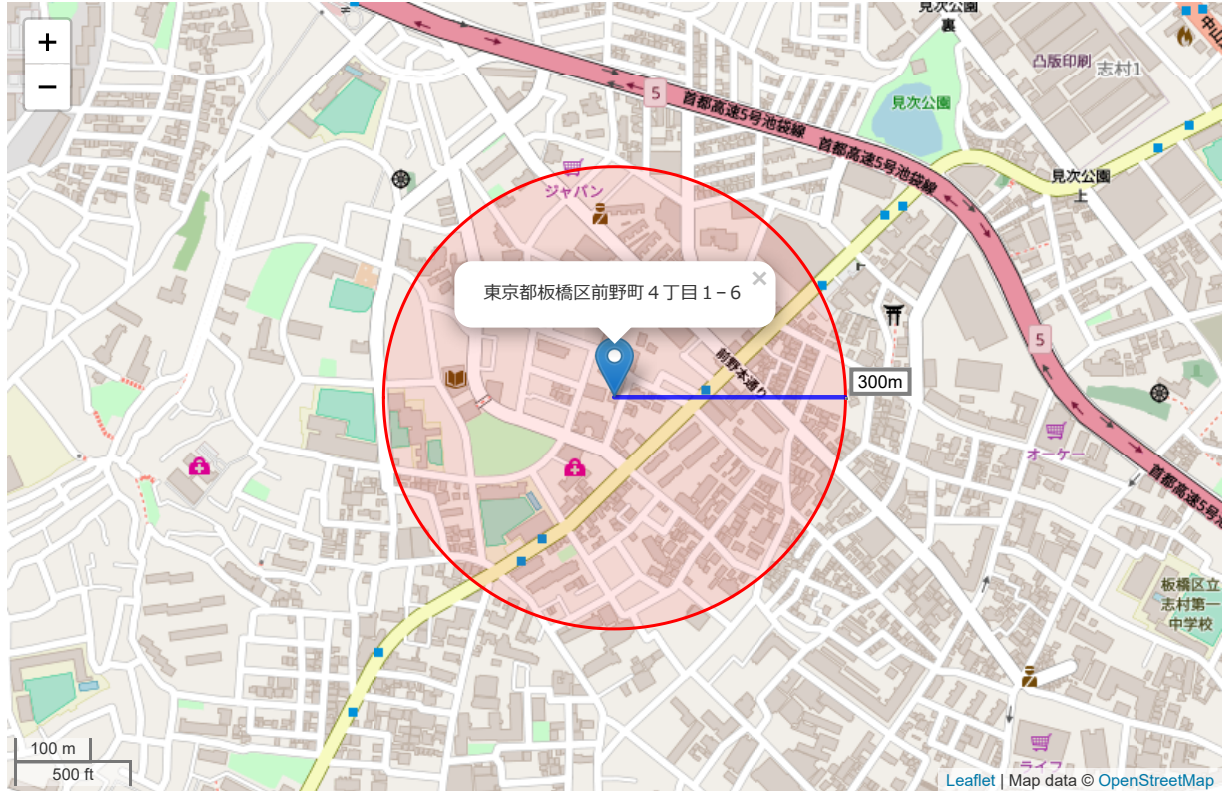 +
−
見次公園
裏
中山
凸版印刷
志村1
5
首都高速5号池袋線
首都高速5号池袋線
見次公園
見次公園
上
ジャパン
東京都板橋区前野町４丁目１−６
×
前野本通り
300m
5
オーケー
首都高速5号池
板橋区立
志村第一
中学校
ライフ
100 m
500 ft
Leaflet | Map data © OpenStreetMap